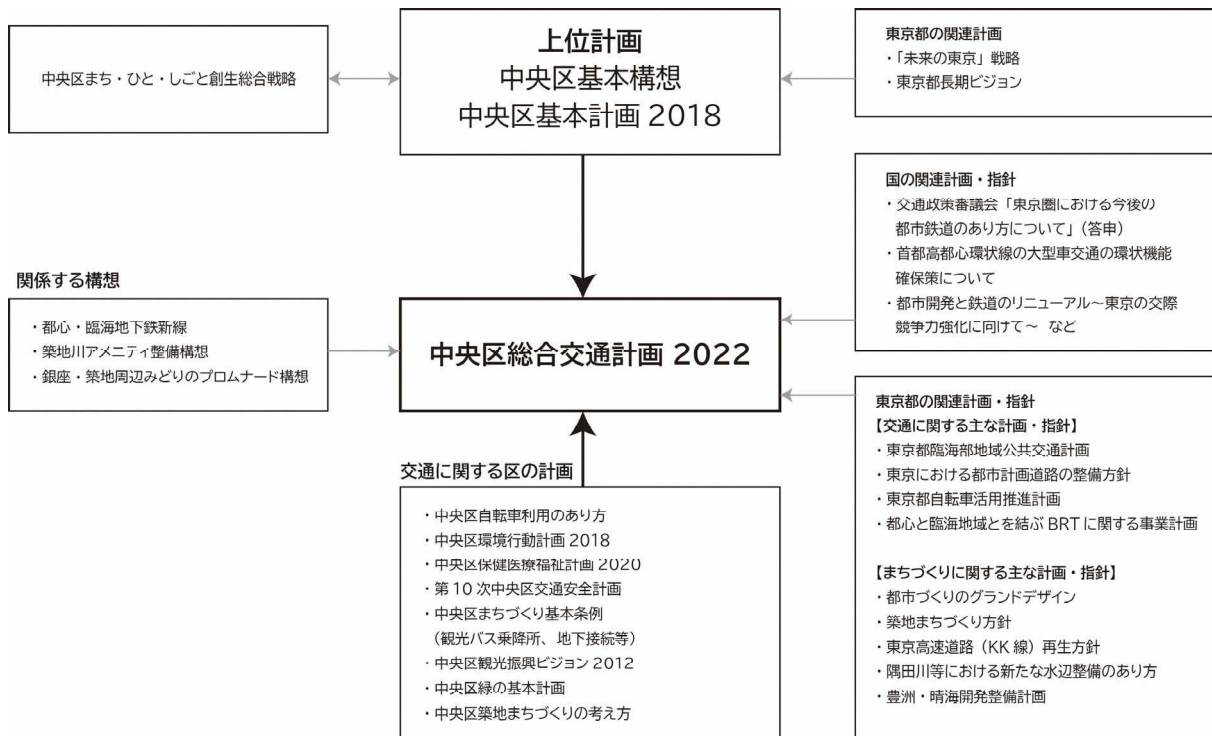 上位計画
中央区基本構想
中央区基本計画 2018
中央区まち・ひと・しごと創生総合戦略
東京都の関連計画
・「未来の東京」戦略
・東京都長期ビジョン
国の関連計画・指針
・交通政策審議会「東京圏における今後の
都市鉄道のあり方について」(答申)
・首都高都心環状線の大型車交通の環状機能
確保策について
・都市開発と鉄道のリニューアル～東京の交際
競争力強化に向けて～ など
関係する構想
・都心・臨海地下鉄新線
・築地川アメニティ整備構想
・銀座・築地周辺みどりのプロムナード構想
中央区総合交通計画 2022
東京都の関連計画・指針
【交通に関する主な計画・指針】
・東京都臨海部地域公共交通計画
・東京における都市計画道路の整備方針
・東京都自転車活用推進計画
・都心と臨海地域とを結ぶ BRT に関する事業計画
【まちづくりに関する主な計画・指針】
・都市づくりのグランドデザイン
・築地まちづくり方針
・東京高速道路（KK 線）再生方針
・隅田川等における新たな水辺整備のあり方
・豊洲・晴海開発整備計画
交通に関する区の計画
・中央区自転車利用のあり方
・中央区環境行動計画 2018
・中央区保健医療福祉計画 2020
・第 10 次中央区交通安全計画
・中央区まちづくり基本条例
（観光バス乗降所、地下接続等）
・中央区観光振興ビジョン 2012
・中央区緑の基本計画
・中央区築地まちづくりの考え方